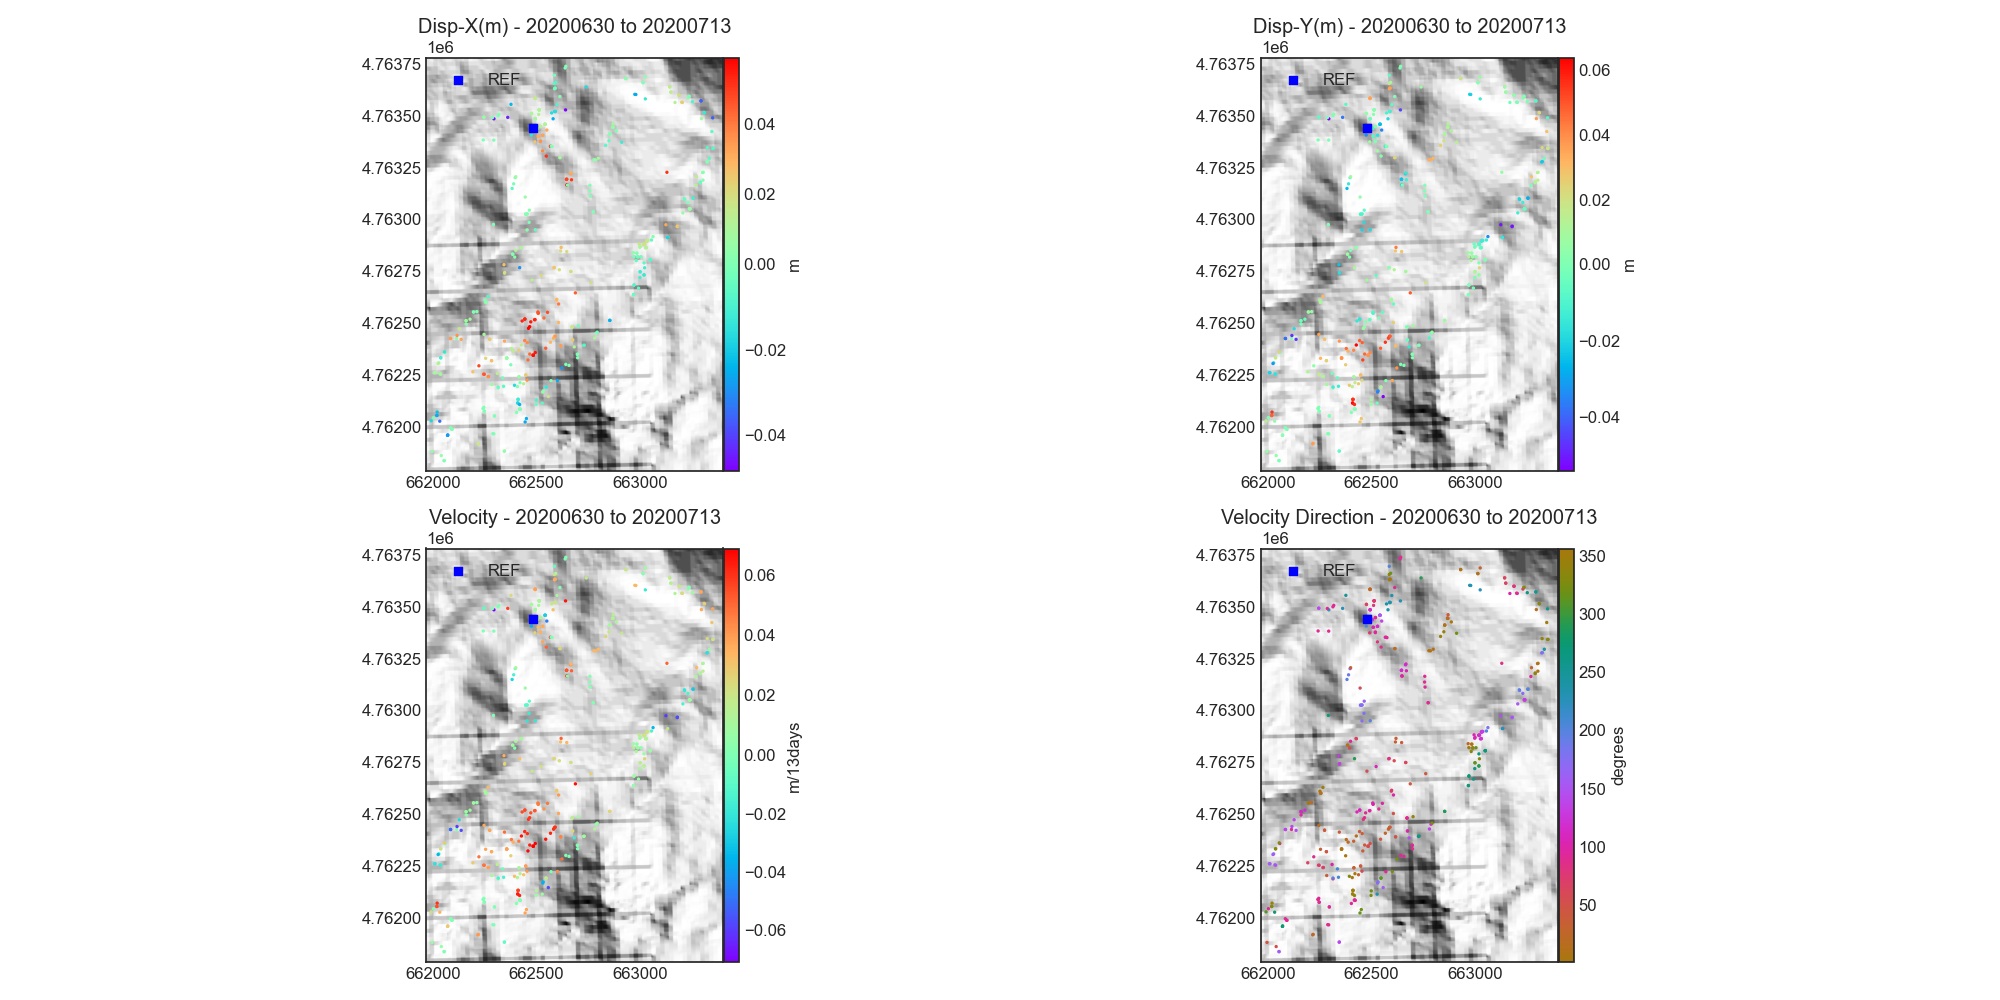 Disp-X(m) - 20200630 to 20200713
1e6
REF
4.76375
4.76350
4.76325
4.76300
4.76275
4.76250
4.76225
4.76200
662000 662500 663000
0.04
0.02
0.00
−0.02
−0.04
m
Disp-Y(m) - 20200630 to 20200713
1e6
REF
4.76375
4.76350
4.76325
4.76300
4.76275
4.76250
4.76225
4.76200
662000 662500 663000
0.06
0.04
0.02
0.00
−0.02
−0.04
m
Velocity - 20200630 to 20200713
1e6
REF
4.76375
4.76350
4.76325
4.76300
4.76275
4.76250
4.76225
4.76200
662000 662500 663000
0.06
0.04
0.02
0.00
−0.02
−0.04
−0.06
m/13days
Velocity Direction - 20200630 to 20200713
1e6
REF
4.76375
4.76350
4.76325
4.76300
4.76275
4.76250
4.76225
4.76200
662000 662500 663000
350
300
250
200
150
100
50
degrees